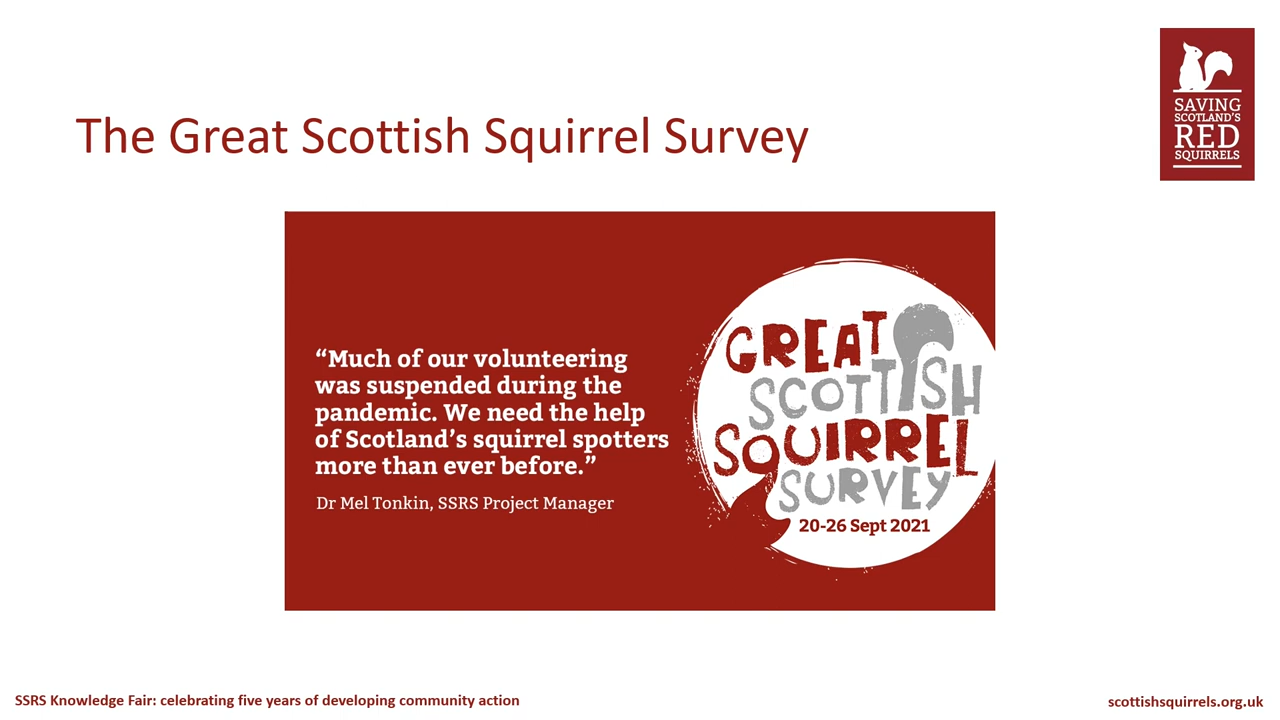 The Great Scottish Squirrel Survey
SAVING
SCOTLAND'S
RED
SQUIRRELS
“Much of our volunteering
was suspended during the
pandemic. We need the help
of Scotland’s squirrel spotters
more than ever before.”
Dr Mel Tonkin, SSRS Project Manager
GREAT
SCOTTISH
SQUIRREL
SURVEY
20-26 Sept 2021
SSRS Knowledge Fair: celebrating five years of developing community action
scottishsquirrels.org.uk